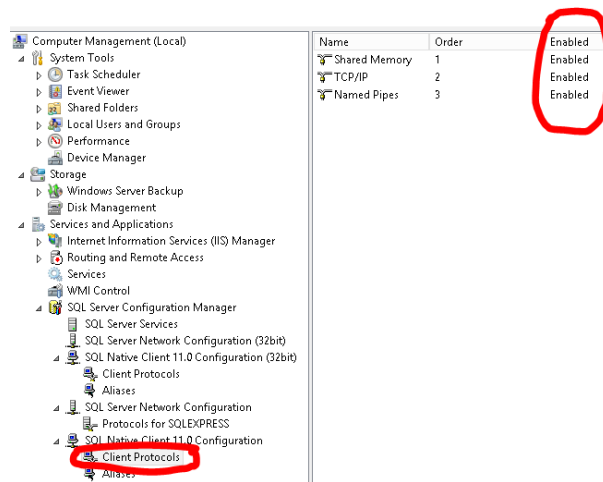 Computer Management (Local)
System Tools
Task Scheduler
Event Viewer
Shared Folders
Local Users and Groups
Performance
Device Manager
Storage
Windows Server Backup
Disk Management
Services and Applications
Internet Information Services (IIS) Manager
Routing and Remote Access
Services
WMI Control
SQL Server Configuration Manager
SQL Server Services
SQL Server Network Configuration (32bit)
SQL Native Client 11.0 Configuration (32bit)
Client Protocols
Aliases
SQL Server Network Configuration
Protocols for SQLEXPRESS
SQL Native Client 11.0 Configuration
Client Protocols
Aliases
Name Order Enabled
Shared Memory 1 Enabled
TCP/IP 2 Enabled
Named Pipes 3 Enabled